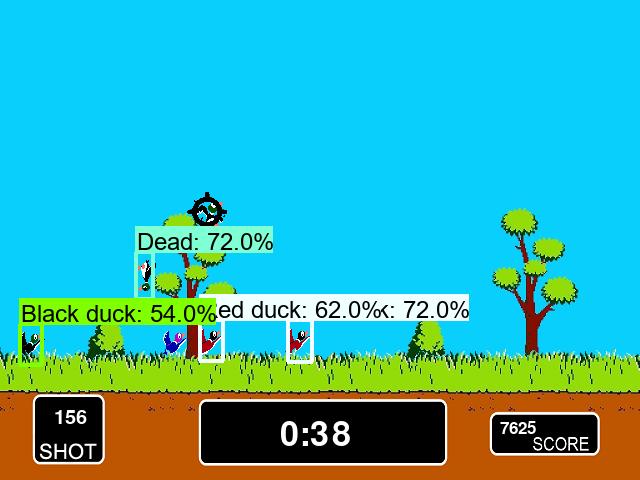 Dead: 72.0%
Black duck: 54.0%
ed duck: 62.0%
: 72.0%
156
SHOT
0:38
7625
SCORE